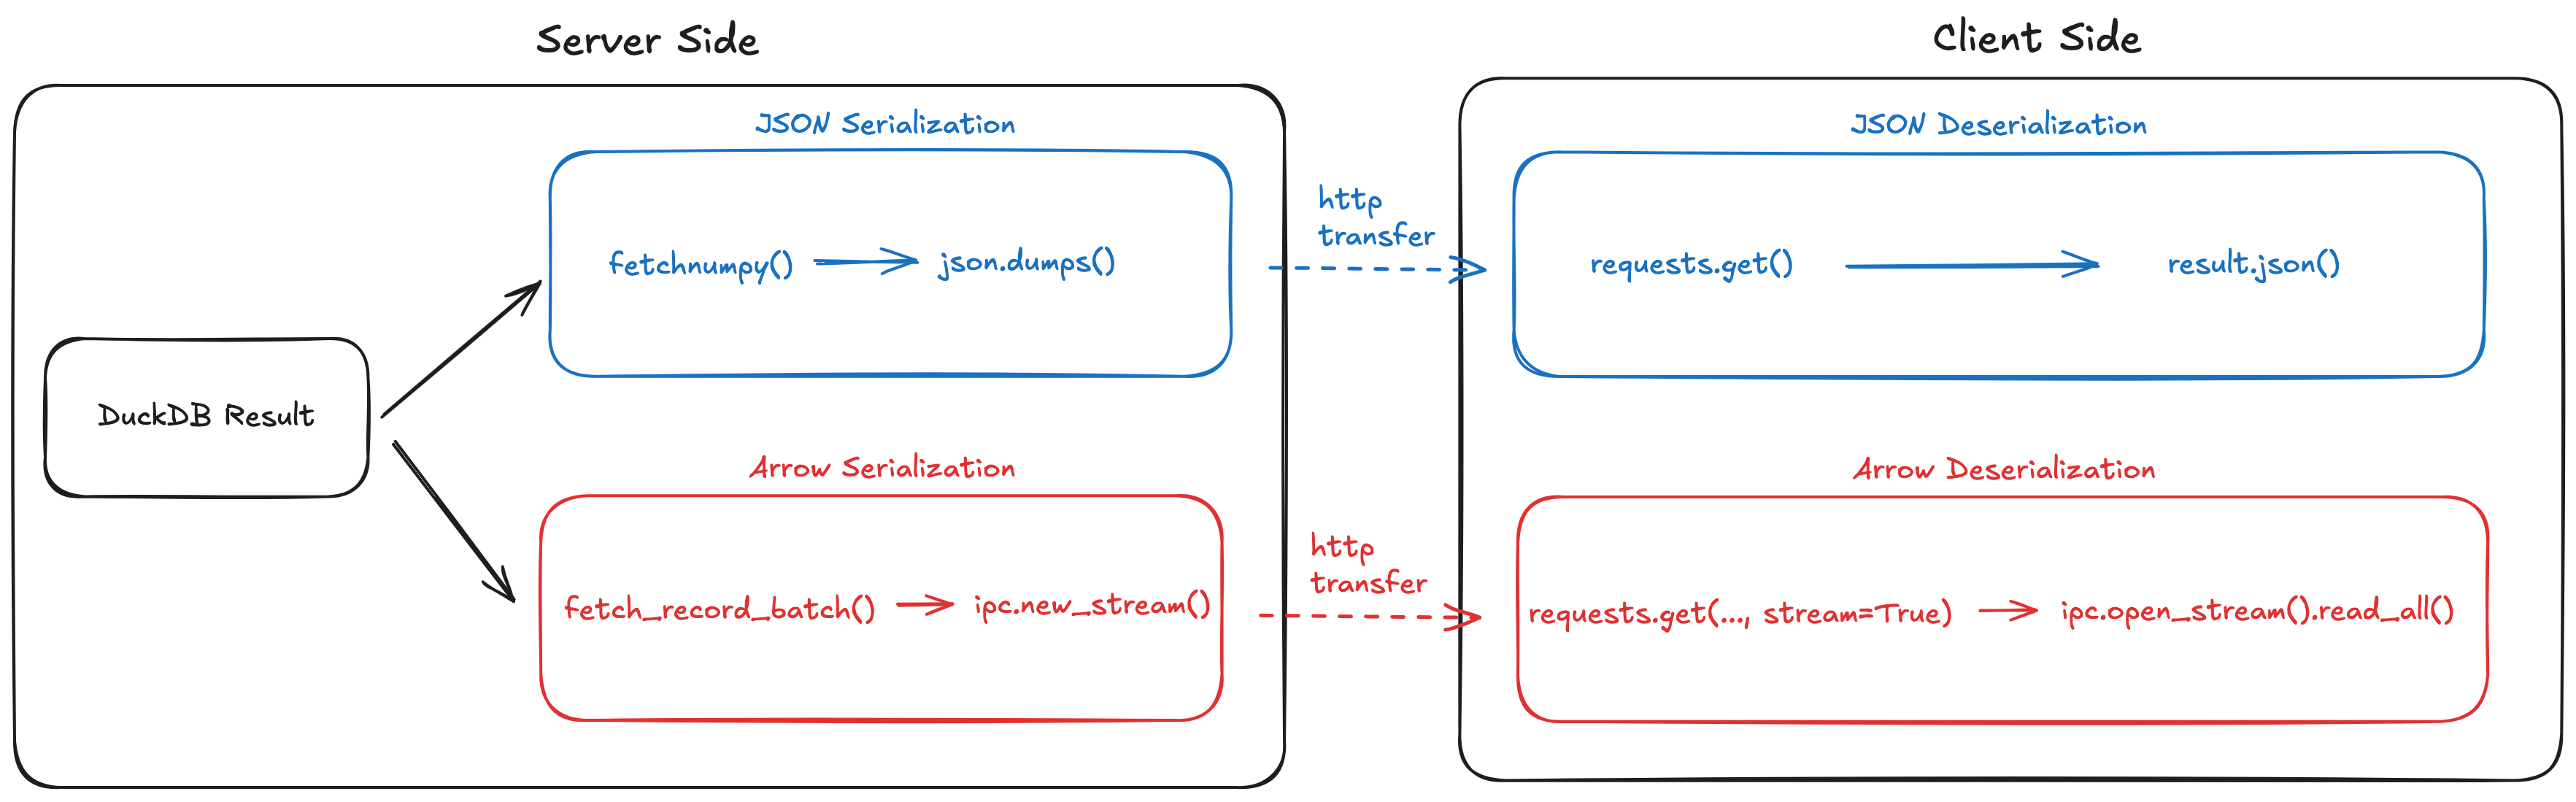 Server Side
Client Side
JSON Serialization
JSON Deserialization
http
transfer
fetchnumpy()
json.dumps()
requests.get()
result.json()
DuckDB Result
Arrow Serialization
Arrow Deserialization
http
transfer
fetch_record_batch()
ipc.new_stream()
requests.get(..., stream=True)
ipc.open_stream().read_all()